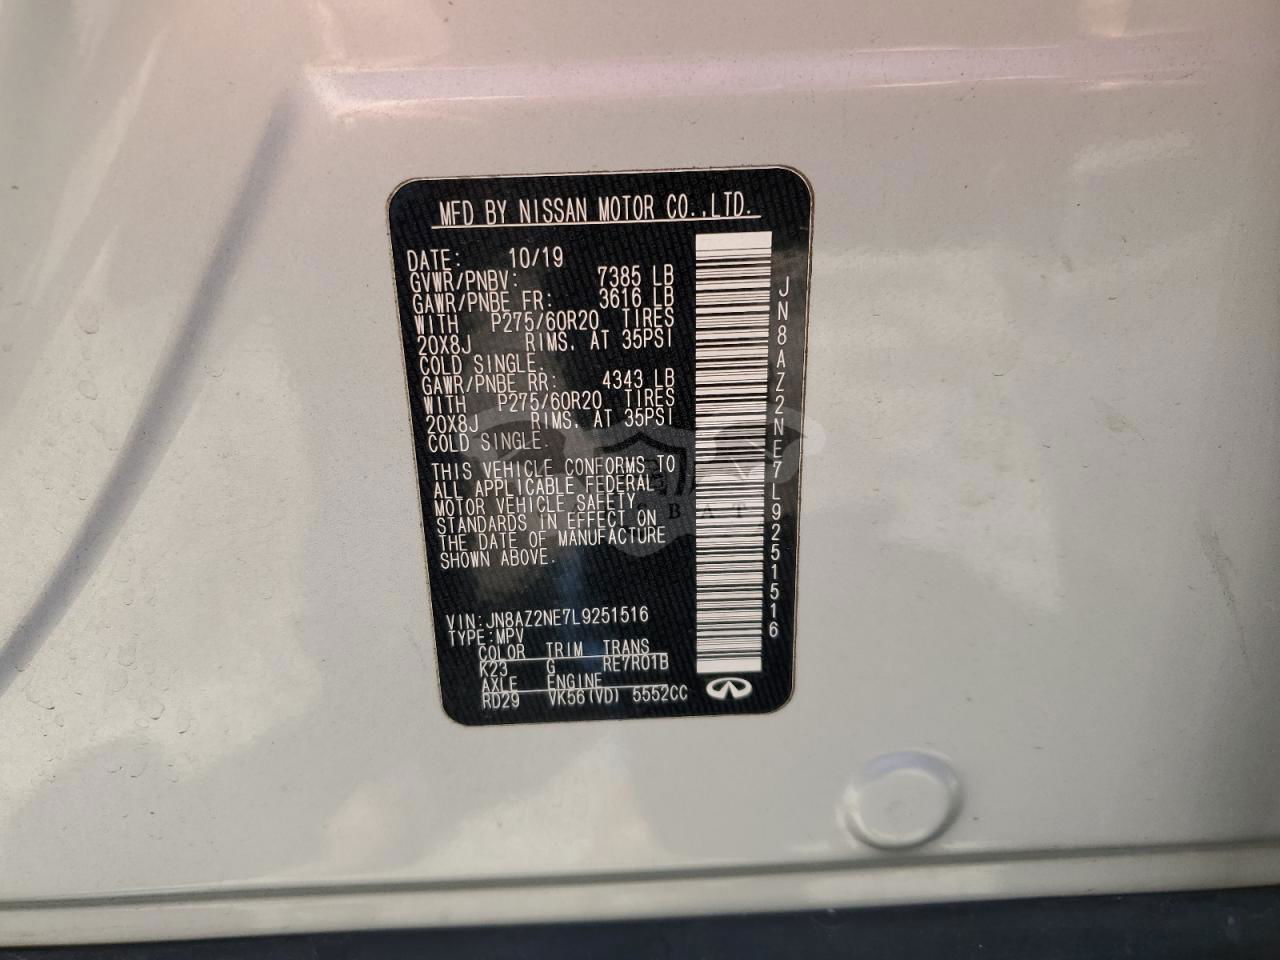 MFD BY NISSAN MOTOR CO.,LTD.
DATE: 10/19
GVWR/PNBV: 7385 LB
GAWR/PNBE FR: 3616 LB
WITH P275/60R20 TIRES
20X8J RIMS, AT 35PSI
COLD SINGLE.
GAWR/PNBE RR: 4343 LB
WITH P275/60R20 TIRES
20X8J RIMS, AT 35PSI
COLD SINGLE.
THIS VEHICLE CONFORMS TO
ALL APPLICABLE FEDERAL
MOTOR VEHICLE SAFETY
STANDARDS IN EFFECT ON
THE DATE OF MANUFACTURE
SHOWN ABOVE.
VIN:JN8AZ2NE7L9251516
TYPE:MPV
COLOR TRIM TRANS
K23 G RE7R01B
AXLE ENGINE
RD29 VK56(VD) 5552CC
JN8AZ2NE7L9251516